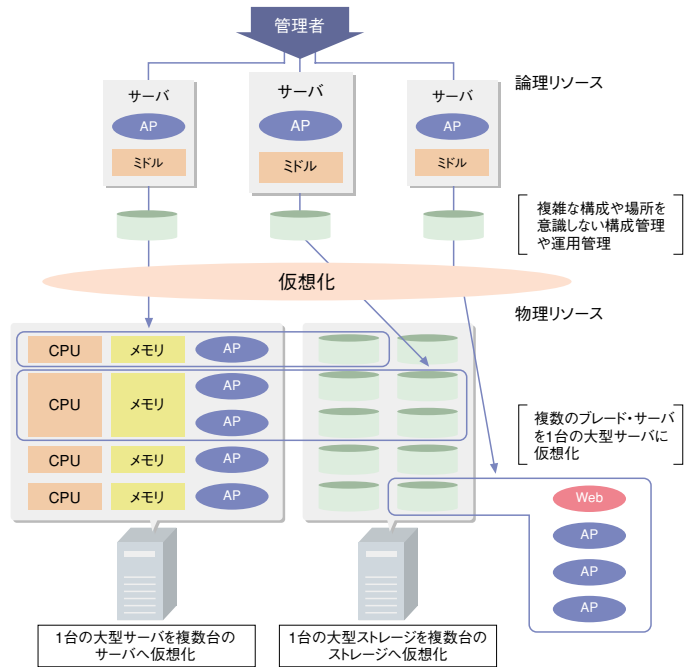 管理者
サーバ
AP
ミドル
サーバ
AP
ミドル
サーバ
AP
ミドル
論理リソース
複雑な構成や場所を
意識しない構成管理
や運用管理
仮想化
物理リソース
CPU
メモリ
AP
CPU
メモリ
AP
AP
CPU
メモリ
AP
CPU
メモリ
AP
複数のブレード・サーバ
を1台の大型サーバに
仮想化
Web
AP
AP
AP
1台の大型サーバを複数台の
サーバへ仮想化
1台の大型ストレージを複数台の
ストレージへ仮想化